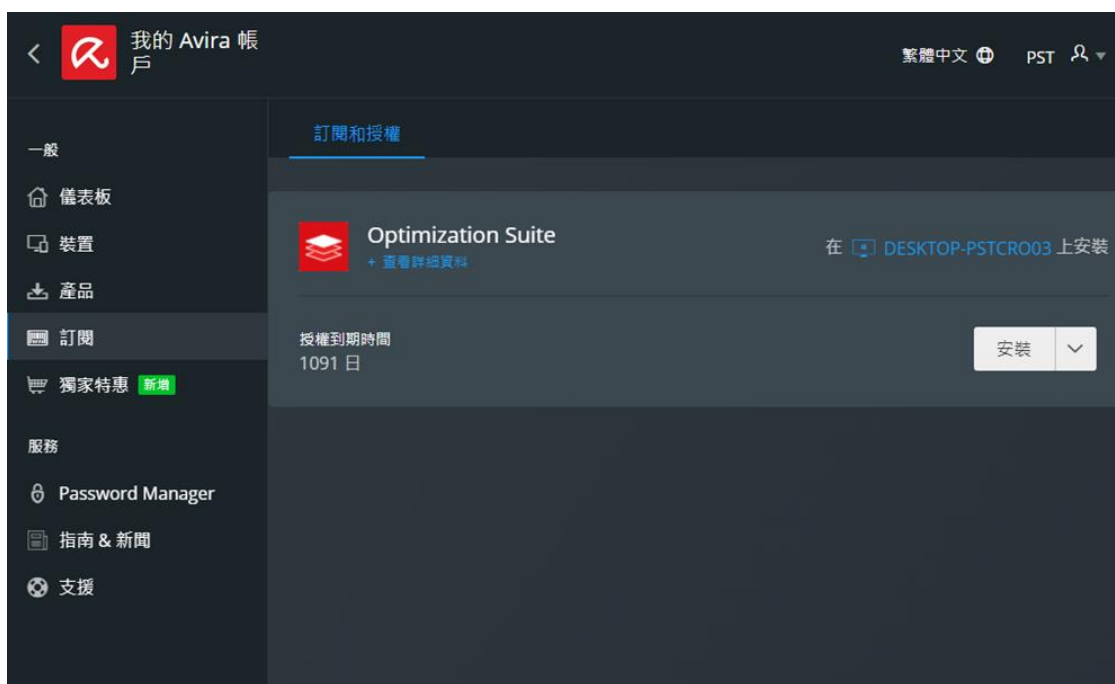 我的 Avira 帳
戶
繁體中文
PST
一般
儀表板
裝置
產品
訂閱
獨家特惠 新增
服務
Password Manager
指南 & 新聞
支援
訂閱和授權
Optimization Suite
+ 查看詳細資料
在 DESKTOP-PSTCRO03 上安裝
授權到期時間
1091 日
安裝